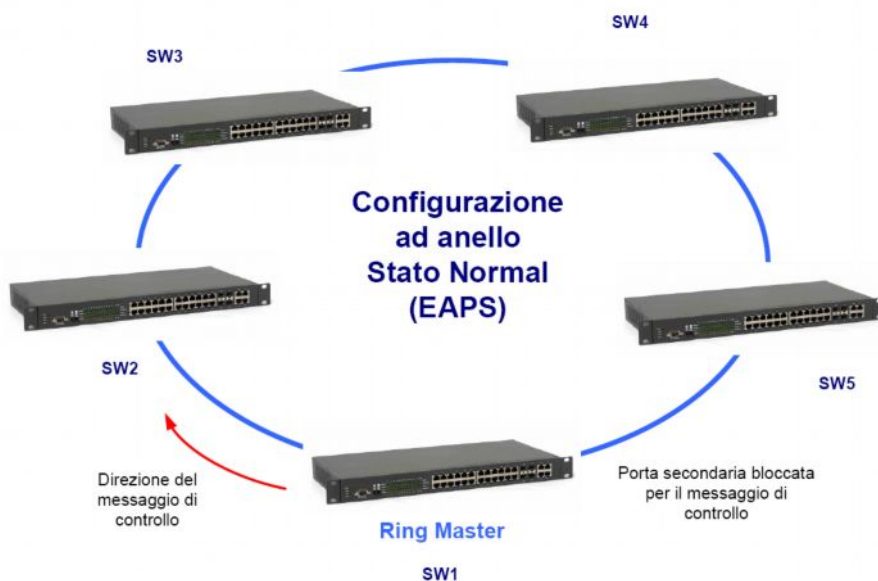 SW4
SW3
Configurazione
ad anello
Stato Normal
(EAPS)
SW2
SW5
Direzione del
messaggio di
controllo
Porta secondaria bloccata
per il messaggio di
controllo
Ring Master
SW1